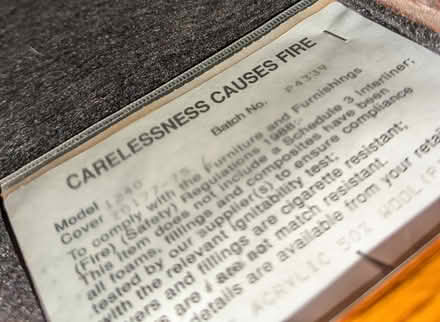 CARELESSNESS CAUSES FIRE
Batch No. P4339
Model
Cover
To comply with the Furniture and Furnishings
(Fire) (Safety) Regulations
This item does not include a Schedule 3 interliner;
all foams, fillings and composites have been
tested by our supplier(s) to ensure compliance
with the relevant ignitability test;
and fillings are cigarette resistant;
are not match resistant.
details are available from your
ACRYLIC 50% WOOL